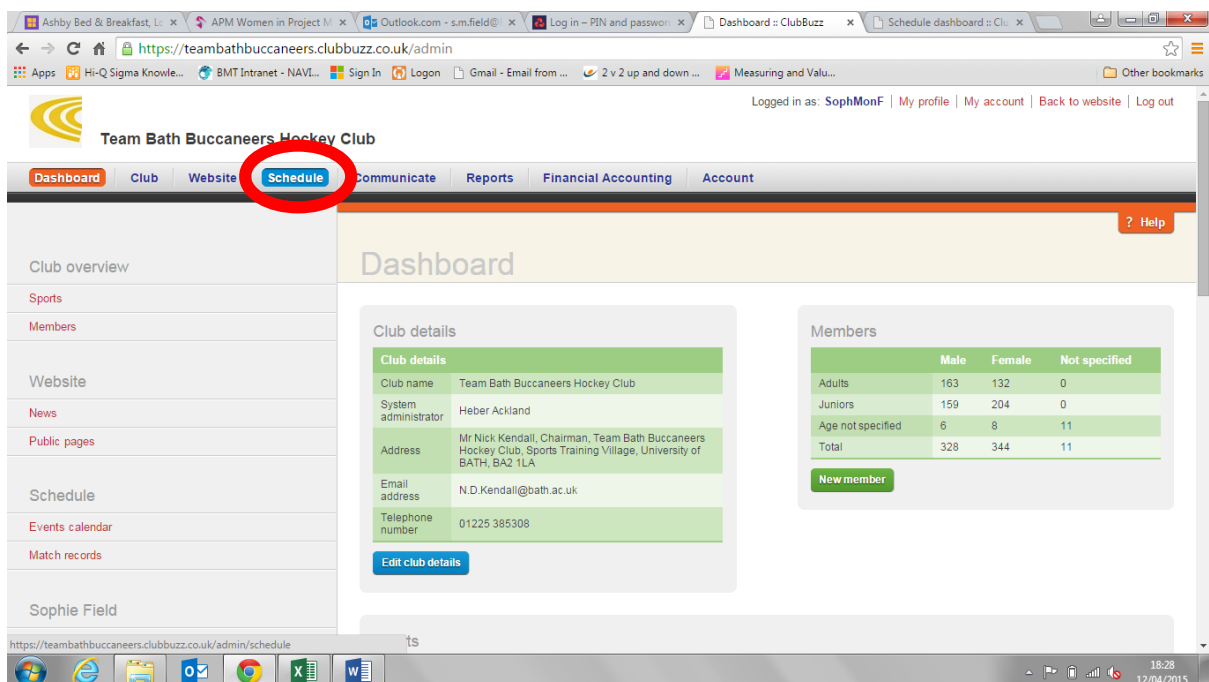 Ashby Bed & Breakfast, Lo
APM Women in Project M
Outlook.com - s.m.field@
Log in – PIN and passwor
Dashboard :: ClubBuzz
Schedule dashboard :: Clu
https://teambathbuccaneers.clubbuzz.co.uk/admin
Apps Hi-Q Sigma Knowle... BMT Intranet - NAVI... Sign In Logon Gmail - Email from ... 2 v 2 up and down ... Measuring and Valu... Other bookmarks
Logged in as: SophMonF | My profile | My account | Back to website | Log out
Team Bath Buccaneers Hockey Club
Dashboard Club Website Schedule Communicate Reports Financial Accounting Account
? Help
Dashboard
Club overview
Sports
Members
Website
News
Public pages
Schedule
Events calendar
Match records
Sophie Field
Club details
Club details
Club name Team Bath Buccaneers Hockey Club
System administrator Heber Ackland
Address Mr Nick Kendall, Chairman, Team Bath Buccaneers
Hockey Club, Sports Training Village, University of
BATH, BA2 1LA
Email address N.D.Kendall@bath.ac.uk
Telephone number 01225 385308
Edit club details
Members
Male Female Not specified
Adults 163 132 0
Juniors 159 204 0
Age not specified 6 8 11
Total 328 344 11
New member
ts
https://teambathbuccaneers.clubbuzz.co.uk/admin/schedule
18:28
12/04/2015